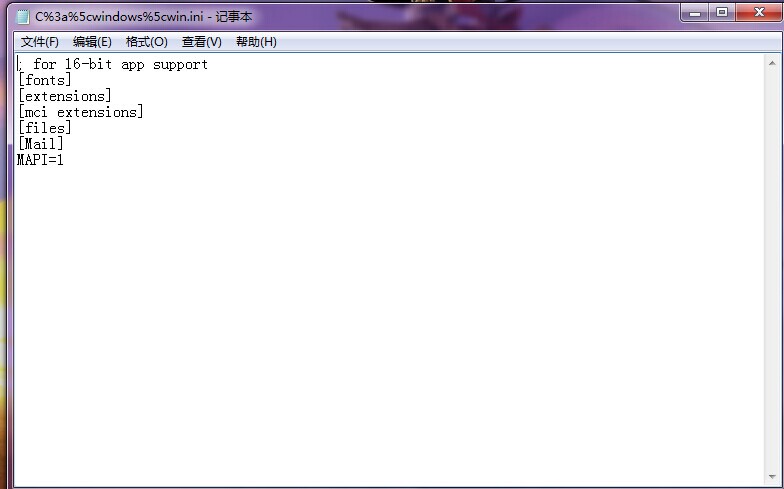 C%3a%5cwindows%5cwin.ini - 记事本
文件(F) 编辑(E) 格式(O) 查看(V) 帮助(H)
; for 16-bit app support
[fonts]
[extensions]
[mci extensions]
[files]
[Mail]
MAPI=1